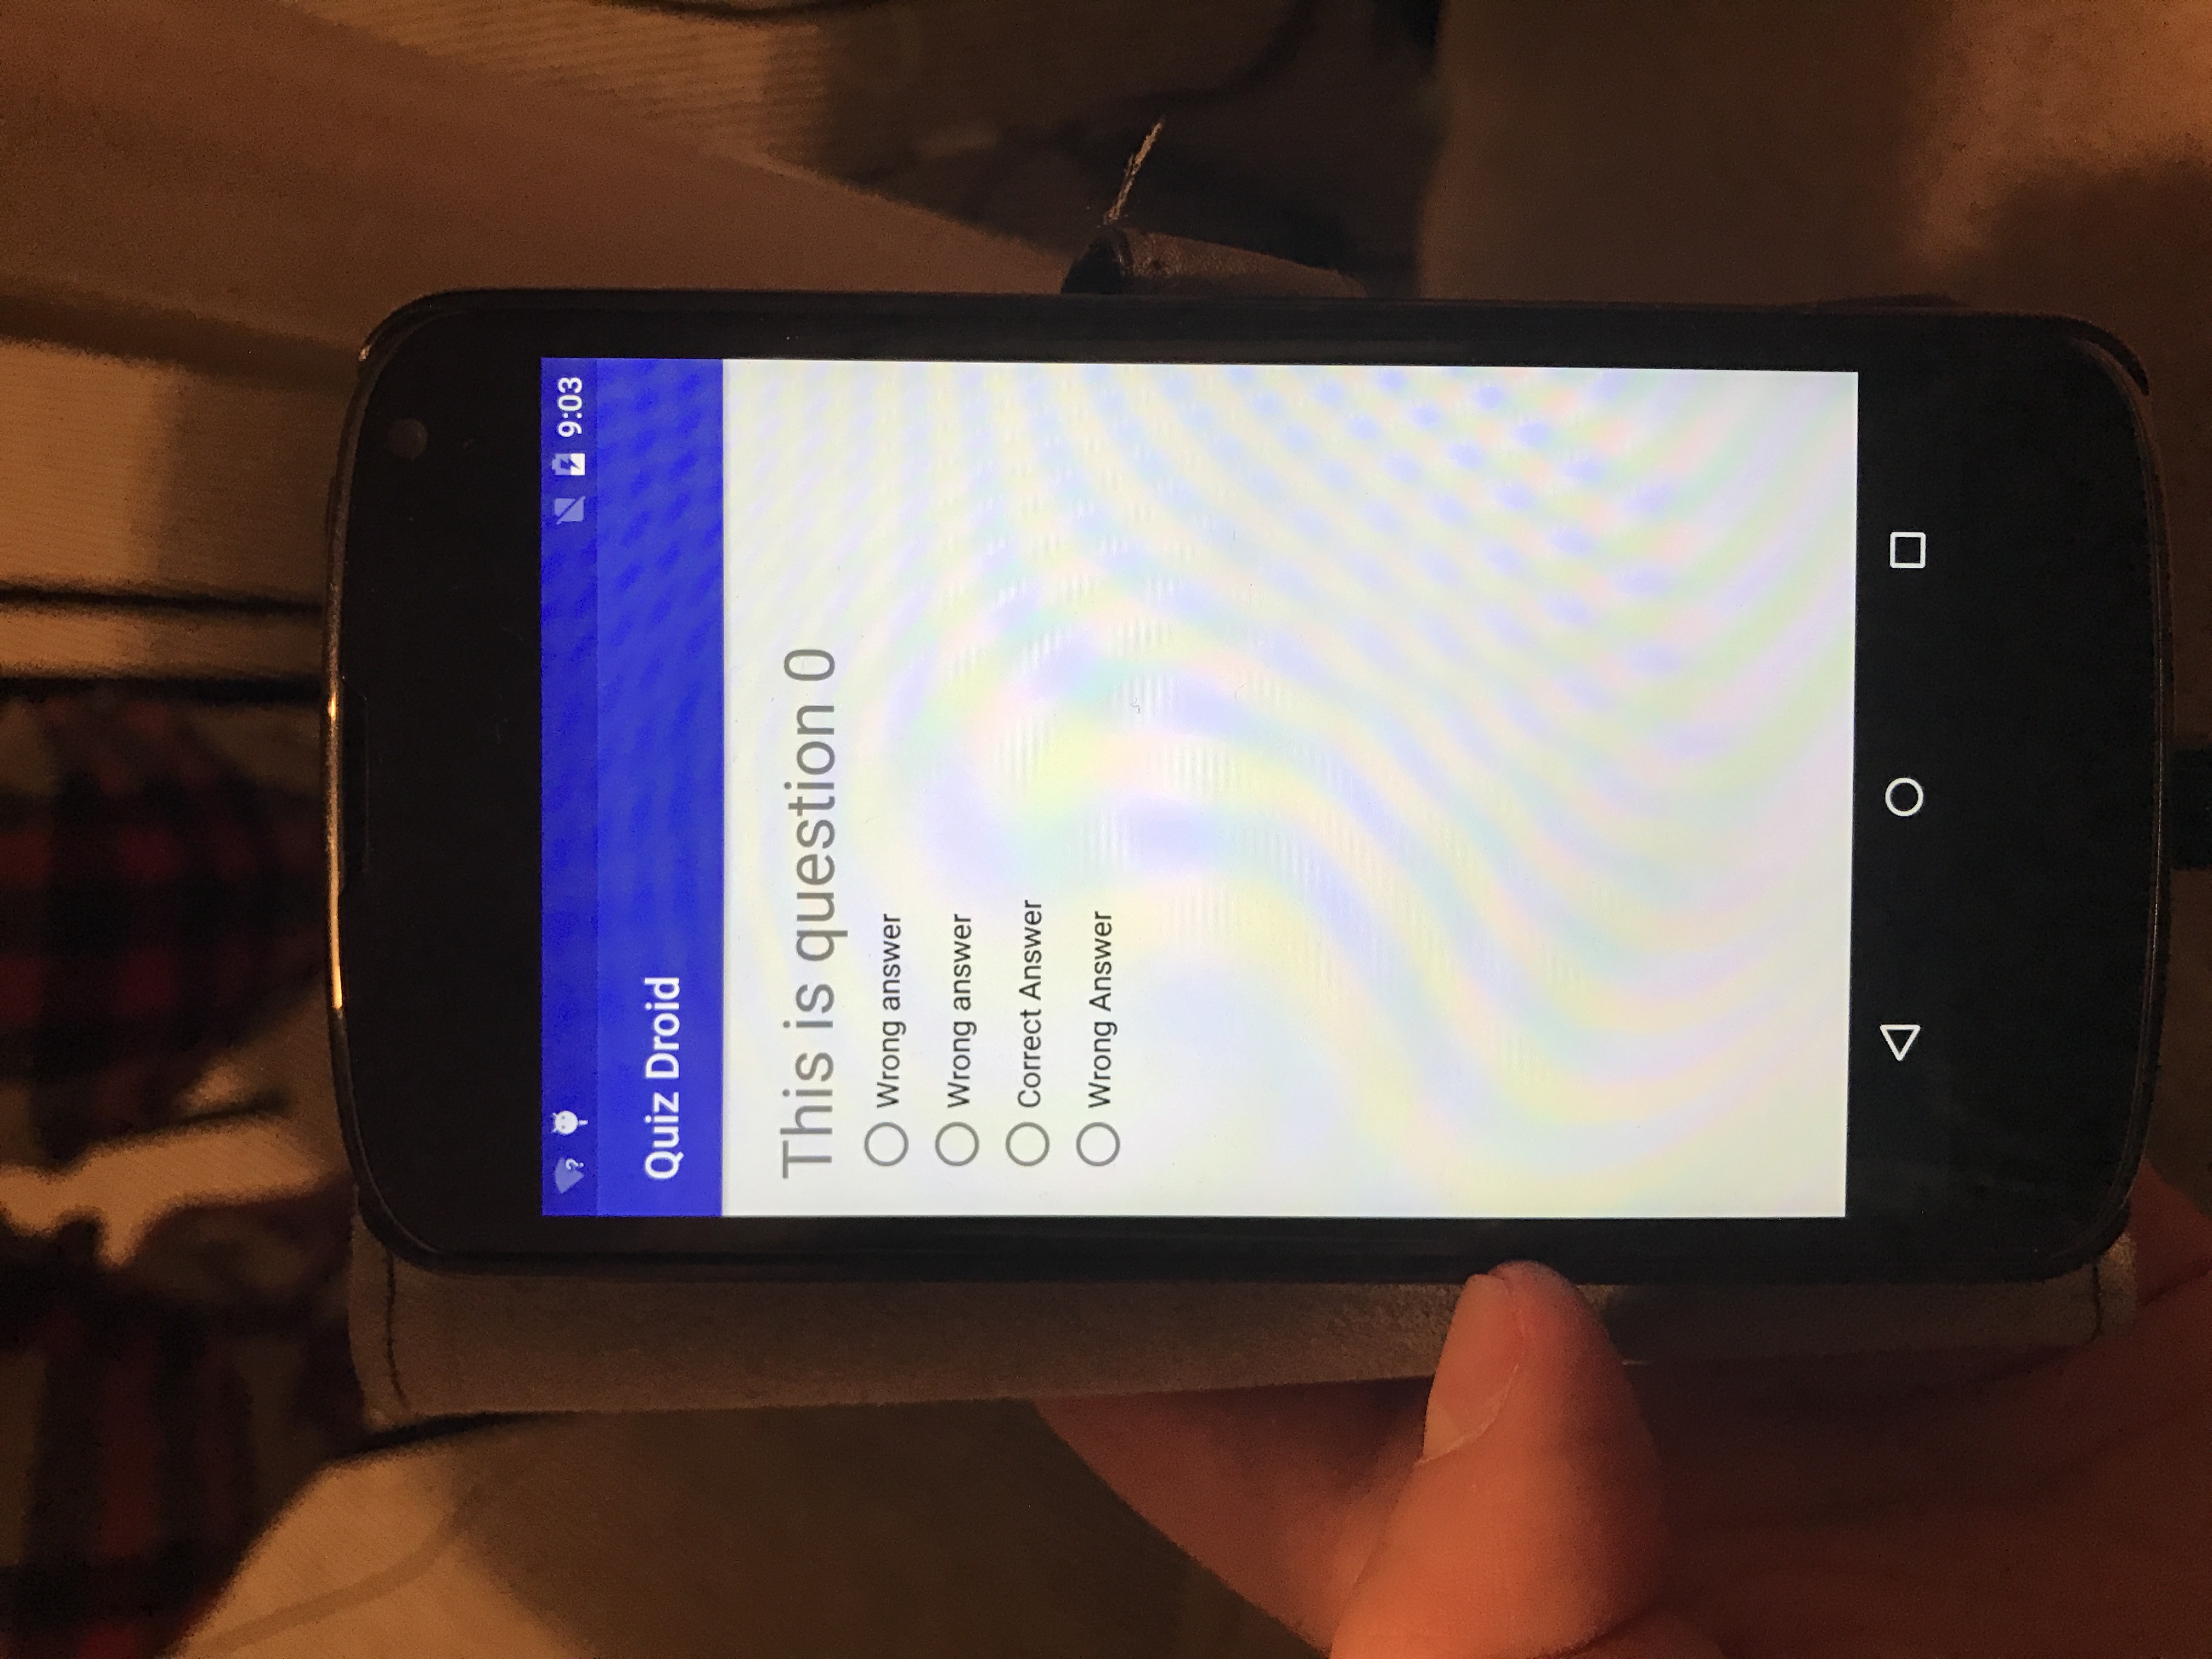 9:03
Quiz Droid
This is question 0
Wrong answer
Wrong answer
Correct Answer
Wrong Answer